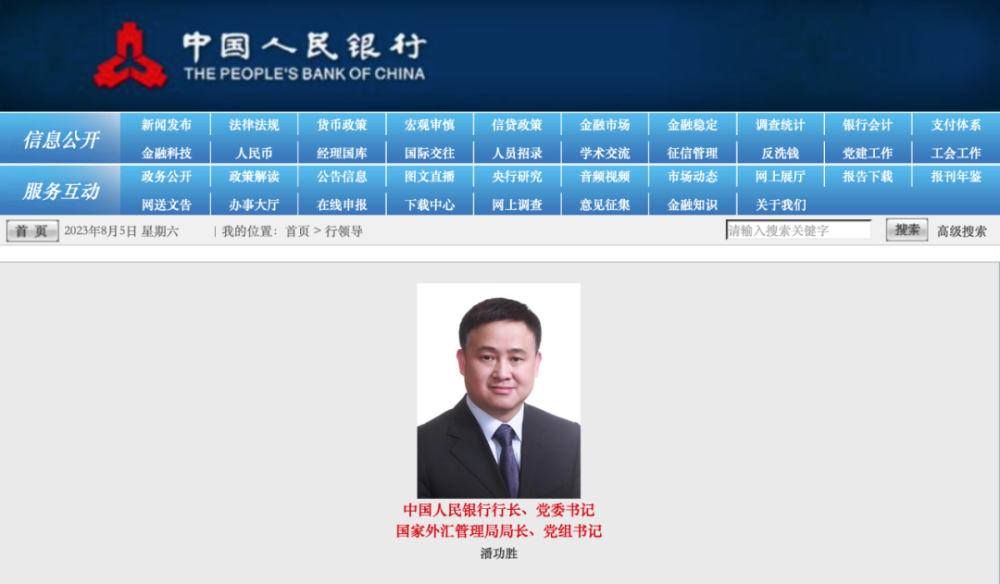 中国人民银行
THE PEOPLE'S BANK OF CHINA
信息公开
新闻发布 法律法规 货币政策 宏观审慎 信贷政策 金融市场 金融稳定 调查统计 银行会计 支付体系
金融科技 人民币 经理国库 国际交往 人员招录 学术交流 征信管理 反洗钱 党建工作 工会工作
服务互动
政务公开 政策解读 公告信息 图文直播 央行研究 音频视频 市场动态 网上展厅 报告下载 报刊年鉴
网送文告 办事大厅 在线申报 下载中心 网上调查 意见征集 金融知识 关于我们
首 页 2023年8月5日 星期六 | 我的位置：首页 > 行领导 请输入搜索关键字 搜索 高级搜索
中国人民银行行长、党委书记
国家外汇管理局局长、党组书记
潘功胜